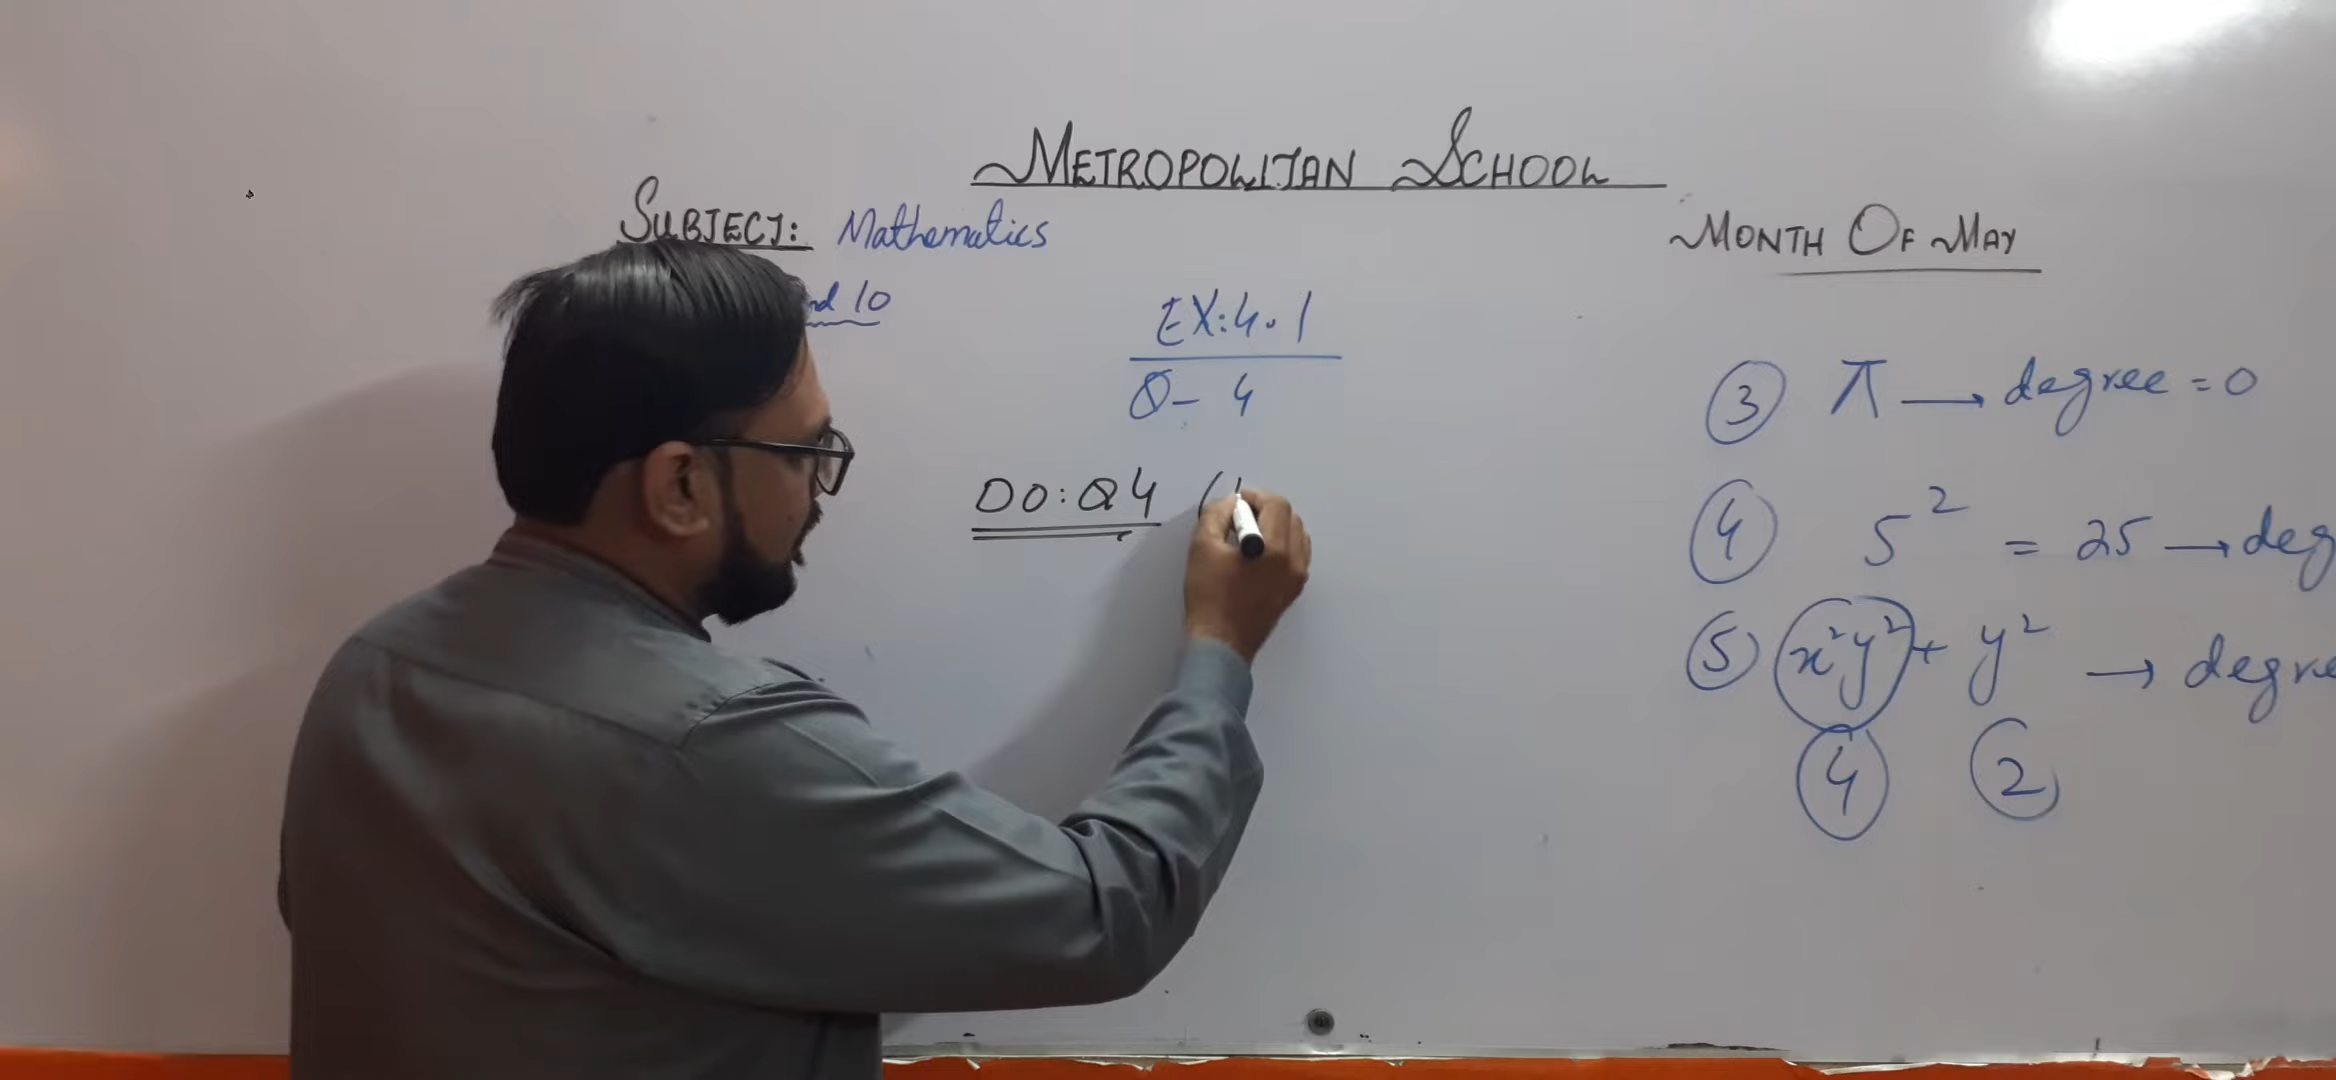 METROPOLITAN SCHOOL
SUBJECT: Mathematics
MONTH OF MAY
nd 10
EX:4.1
Q- 4
DO: Q4 (
③ π → degree = 0
④ 5² = 25 → deg
⑤ x²y² + y² → degre
④ ②